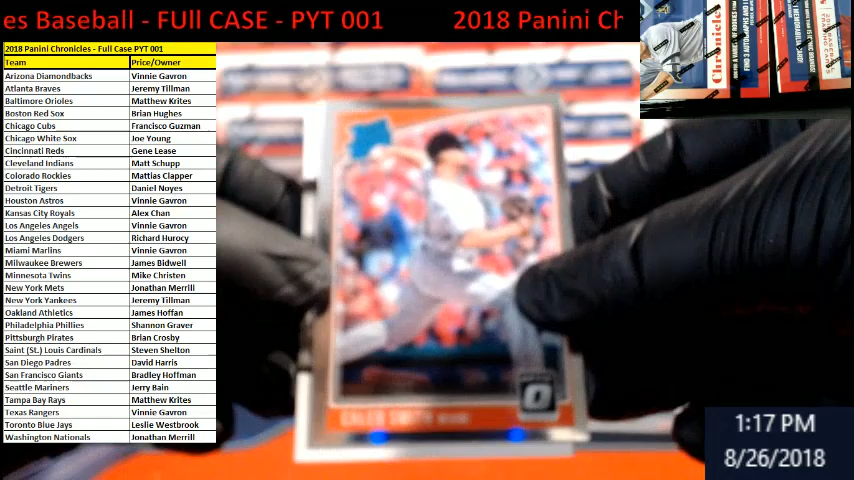 es Baseball - FUll CASE - PYT 001 2018 Panini Ch
2018 Panini Chronicles - Full Case PYT 001
Team Price/Owner
Arizona Diamondbacks Vinnie Gavron
Atlanta Braves Jeremy Tillman
Baltimore Orioles Matthew Krites
Boston Red Sox Brian Hughes
Chicago Cubs Francisco Guzman
Chicago White Sox Joe Young
Cincinnati Reds Gene Lease
Cleveland Indians Matt Schupp
Colorado Rockies Mattias Clapper
Detroit Tigers Daniel Noyes
Houston Astros Vinnie Gavron
Kansas City Royals Alex Chan
Los Angeles Angels Vinnie Gavron
Los Angeles Dodgers Richard Hurocy
Miami Marlins Vinnie Gavron
Milwaukee Brewers James Bidwell
Minnesota Twins Mike Christen
New York Mets Jonathan Merrill
New York Yankees Jeremy Tillman
Oakland Athletics James Hoffan
Philadelphia Phillies Shannon Graver
Pittsburgh Pirates Brian Crosby
Saint (St.) Louis Cardinals Steven Shelton
San Diego Padres David Harris
San Francisco Giants Bradley Hoffman
Seattle Mariners Jerry Bain
Tampa Bay Rays Matthew Krites
Texas Rangers Vinnie Gavron
Toronto Blue Jays Leslie Westbrook
Washington Nationals Jonathan Merrill
Chronicles
CALEB SMITH
1:17 PM
8/26/2018